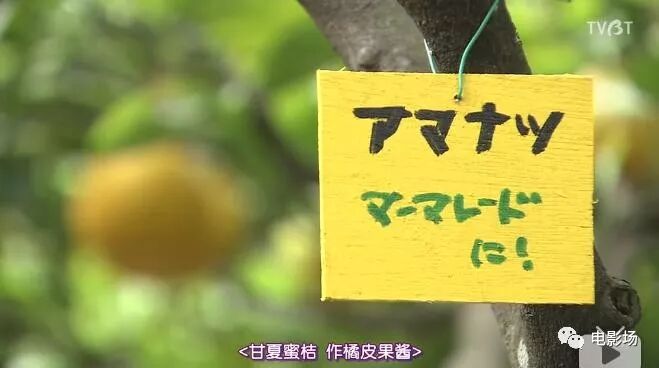 TVBT
アマナツ
マーマレード
に!
<甘夏蜜桔 作橘皮果酱>
电影场